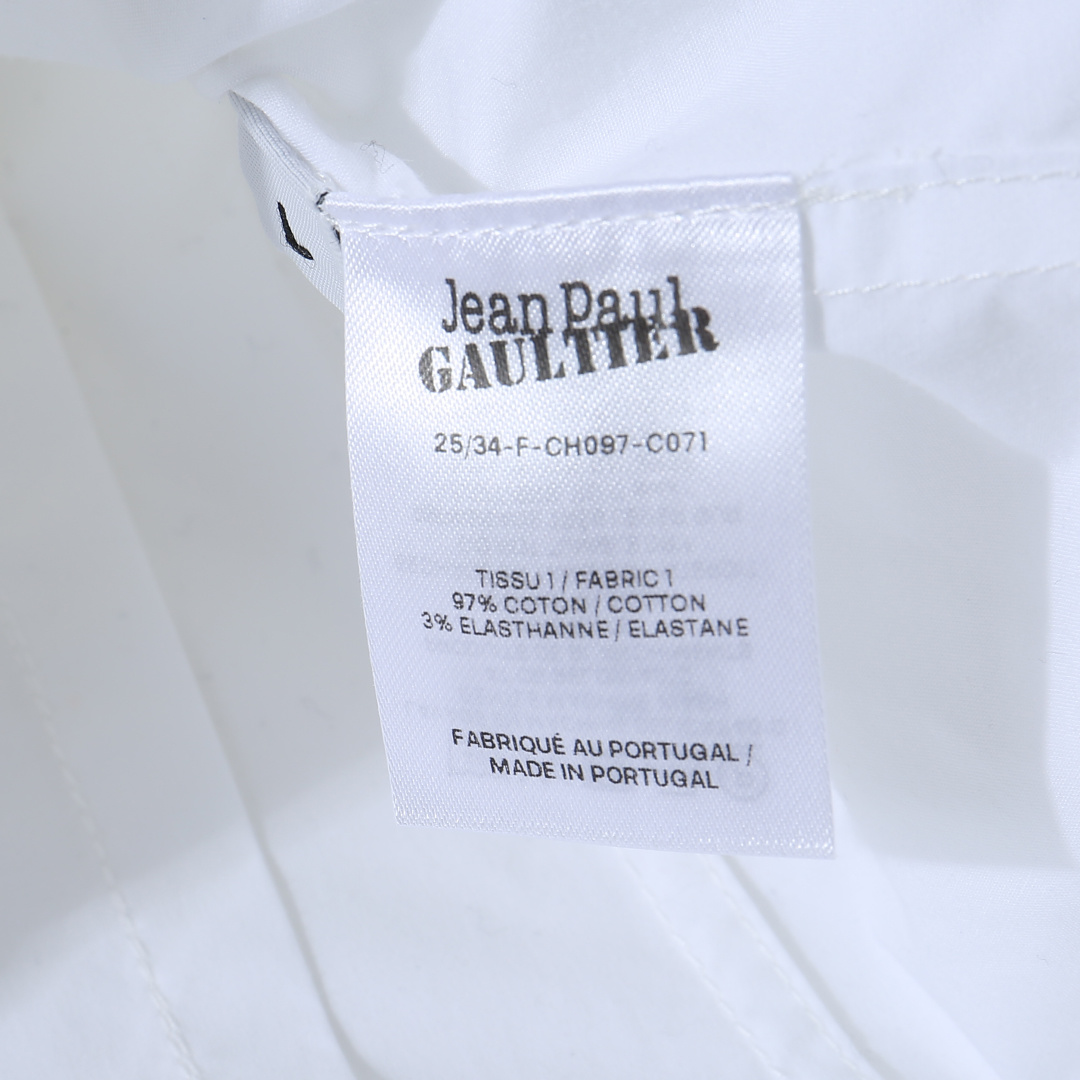 L
Jean Paul
GAULTIER
25/34-F-CH097-C071
TISSU 1 / FABRIC 1
97% COTON / COTTON
3% ELASTHANNE / ELASTANE
FABRIQUÉ AU PORTUGAL /
MADE IN PORTUGAL